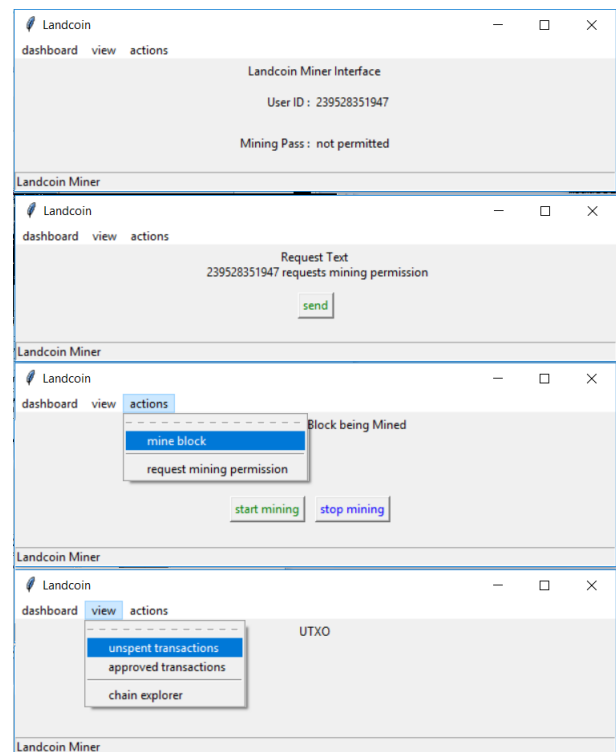 Landcoin
dashboard view actions
Landcoin Miner Interface
User ID : 239528351947
Mining Pass : not permitted
Landcoin Miner
Landcoin
dashboard view actions
Request Text
239528351947 requests mining permission
send
Landcoin Miner
Landcoin
dashboard view actions
Block being Mined
mine block
request mining permission
start mining stop mining
Landcoin Miner
Landcoin
dashboard view actions
UTXO
unspent transactions
approved transactions
chain explorer
Landcoin Miner